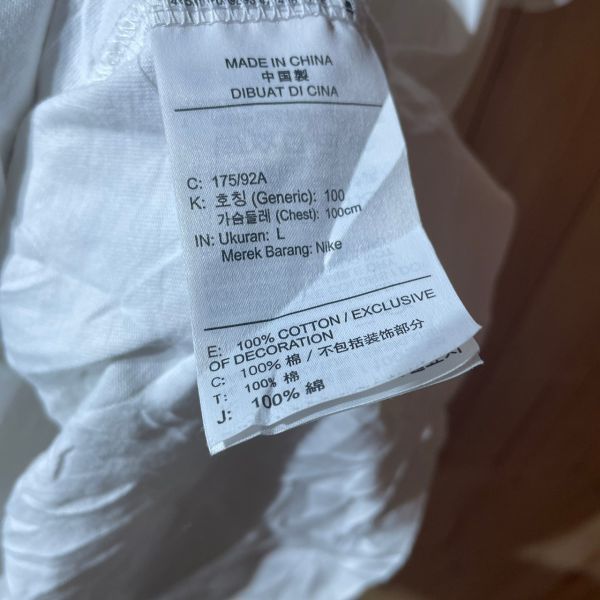 MADE IN CHINA
中国製
DIBUAT DI CINA
C: 175/92A
K: 호칭 (Generic): 100
가슴둘레 (Chest): 100cm
IN: Ukuran: L
Merek Barang: Nike
E: 100% COTTON / EXCLUSIVE
OF DECORATION
C: 100% 棉 / 不包括装饰部分
T: 100% 棉
J: 100% 綿